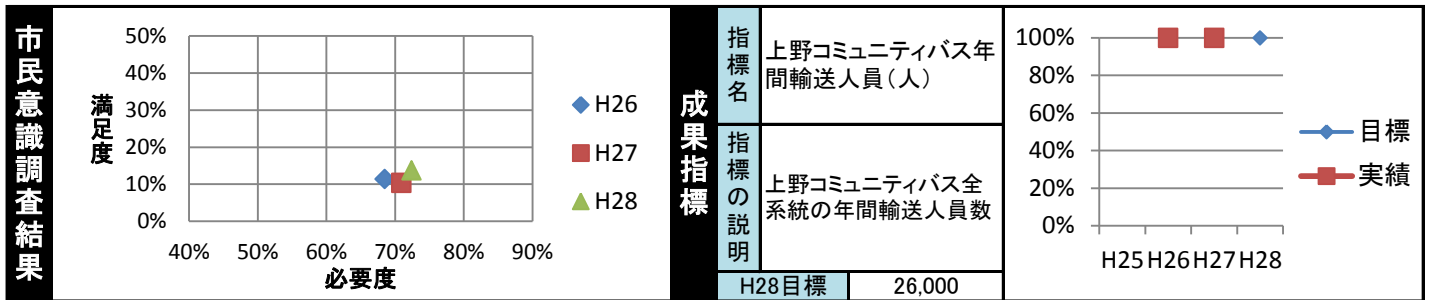 市民意識調査結果
50%
40%
30%
20%
10%
0%
満足度
40% 50% 60% 70% 80% 90%
必要度
H26
H27
H28
成果指標
指標名
上野コミュニティバス年
間輸送人員(人)
指標の説明
上野コミュニティバス全
系統の年間輸送人員数
H28目標 26,000
100%
80%
60%
40%
20%
0%
H25 H26 H27 H28
目標
実績